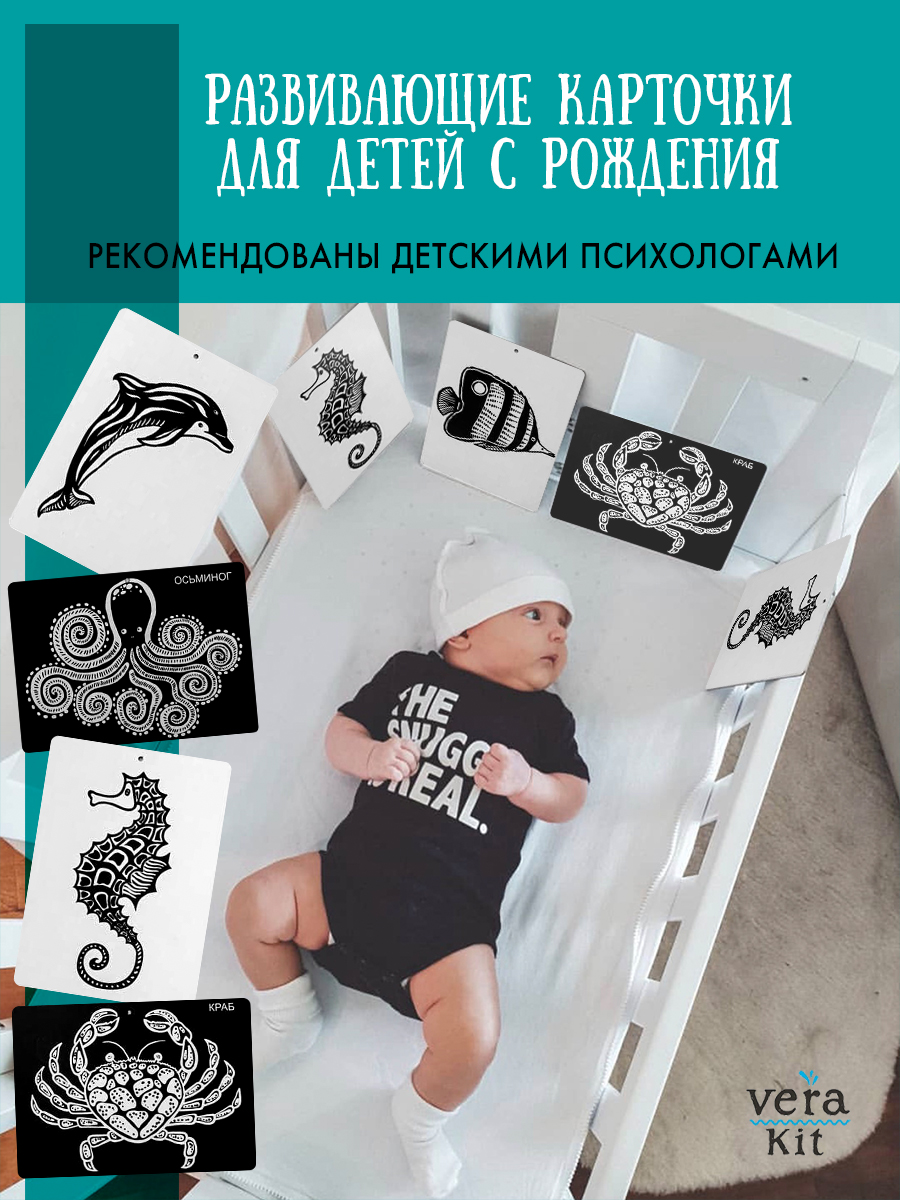 РАЗВИВАЮЩИЕ КАРТОЧКИ
ДЛЯ ДЕТЕЙ С РОЖДЕНИЯ
РЕКОМЕНДОВАНЫ ДЕТСКИМИ ПСИХОЛОГАМИ
КРАБ
ОСЬМИНОГ
THE
SNUGG
REAL.
КРАБ
vera
Kit